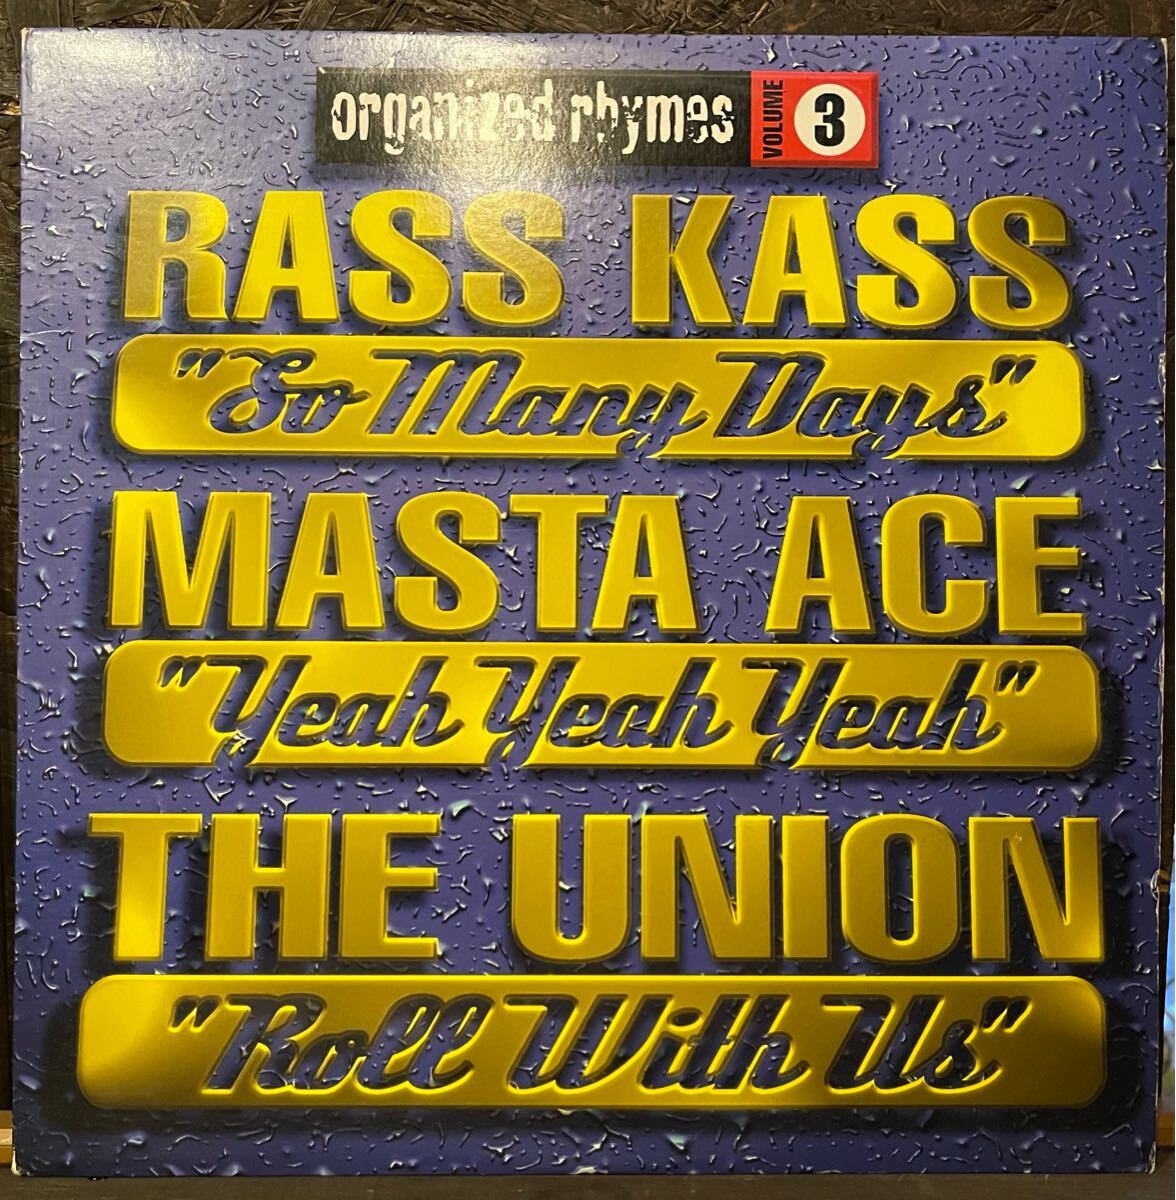 organized rhymes VOLUME 3
RASS KASS
"So Many Days"
MASTA ACE
"Yeah Yeah Yeah"
THE UNION
"Roll With Us"